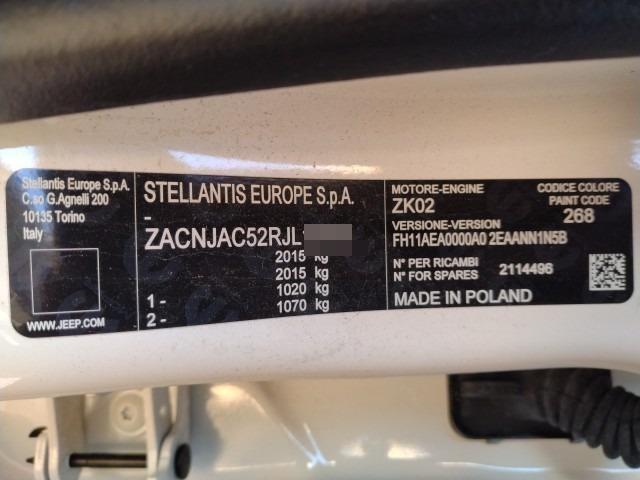 Stellantis Europe S.p.A.
C.so G.Agnelli 200
10135 Torino
Italy
WWW.JEEP.COM
STELLANTIS EUROPE S.p.A.
-
ZACNJAC52RJL
2015 kg
2015 kg
1- 1020 kg
2- 1070 kg
MOTORE-ENGINE
ZK02
CODICE COLORE
PAINT CODE
268
VERSIONE-VERSION
FH11AEA0000A0 2EAANN1N5B
N° PER RICAMBI
N° FOR SPARES 2114496
MADE IN POLAND